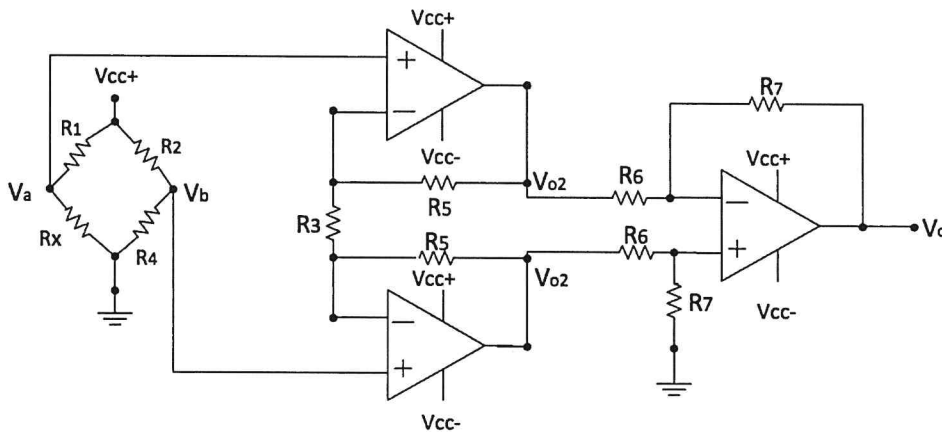 Vcc+
+
−
Vcc-
Vcc+
R1
R2
Va
Vb
Rx
R4
R3
R5
Vo2
R5
Vo2
Vcc+
−
+
Vcc-
R6
R6
R7
Vcc+
−
+
R7
Vcc-